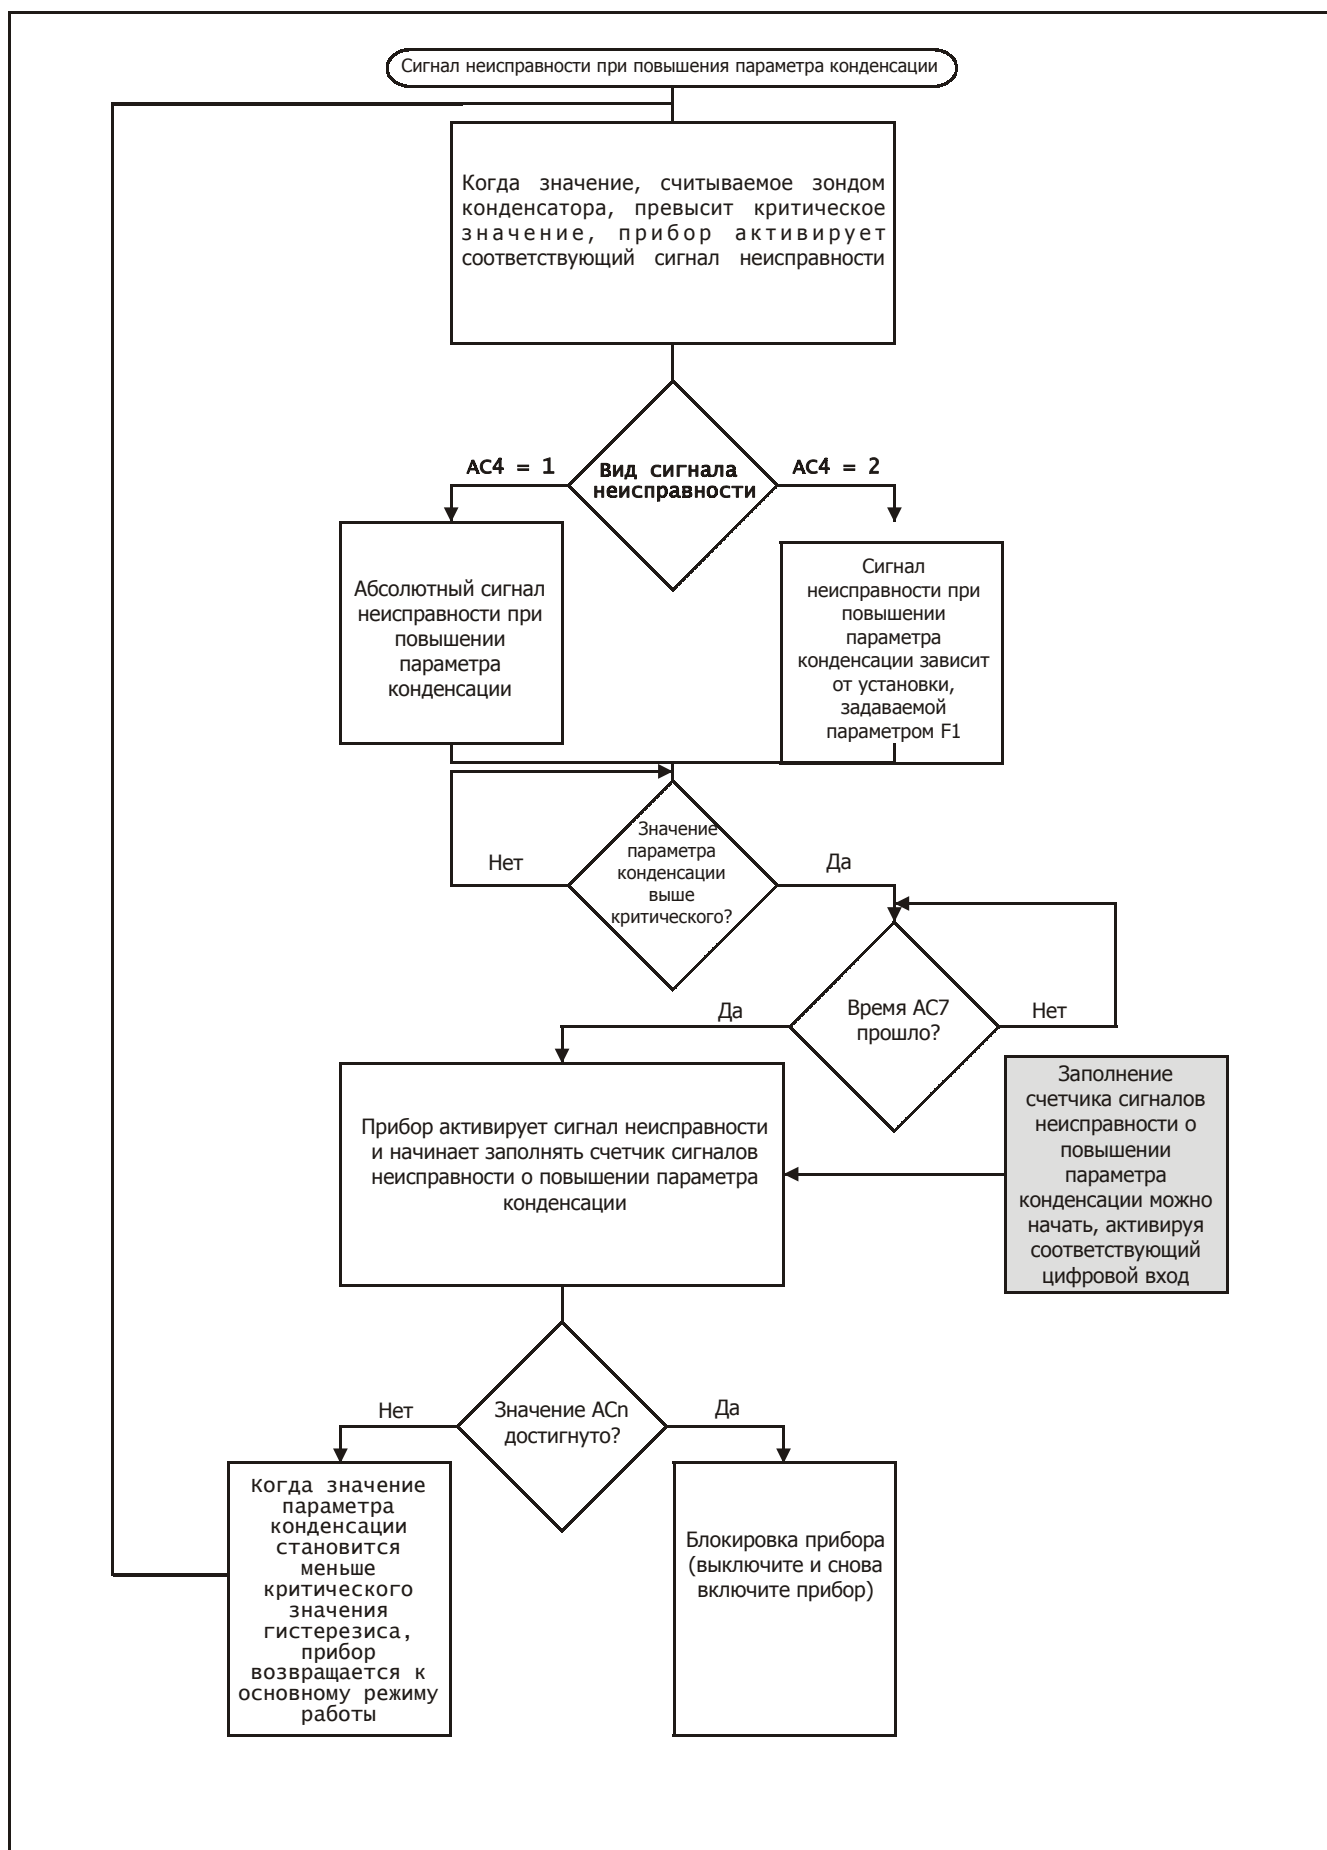 Сигнал неисправности при повышения параметра конденсации
Когда значение, считываемое зондом
конденсатора, превысит критическое
значение, прибор активирует
соответствующий сигнал неисправности
AC4 = 1
Вид сигнала
неисправности
AC4 = 2
Абсолютный сигнал
неисправности при
повышении
параметра
конденсации
Сигнал
неисправности при
повышении
параметра
конденсации зависит
от установки,
задаваемой
параметром F1
Нет
Значение
параметра
конденсации
выше
критического?
Да
Да
Время AC7
прошло?
Нет
Прибор активирует сигнал неисправности
и начинает заполнять счетчик сигналов
неисправности о повышении параметра
конденсации
Заполнение
счетчика сигналов
неисправности о
повышении
параметра
конденсации можно
начать, активируя
соответствующий
цифровой вход
Нет
Значение ACn
достигнуто?
Да
Когда значение
параметра
конденсации
становится
меньше
критического
значения
гистерезиса,
прибор
возвращается к
основному режиму
работы
Блокировка прибора
(выключите и снова
включите прибор)